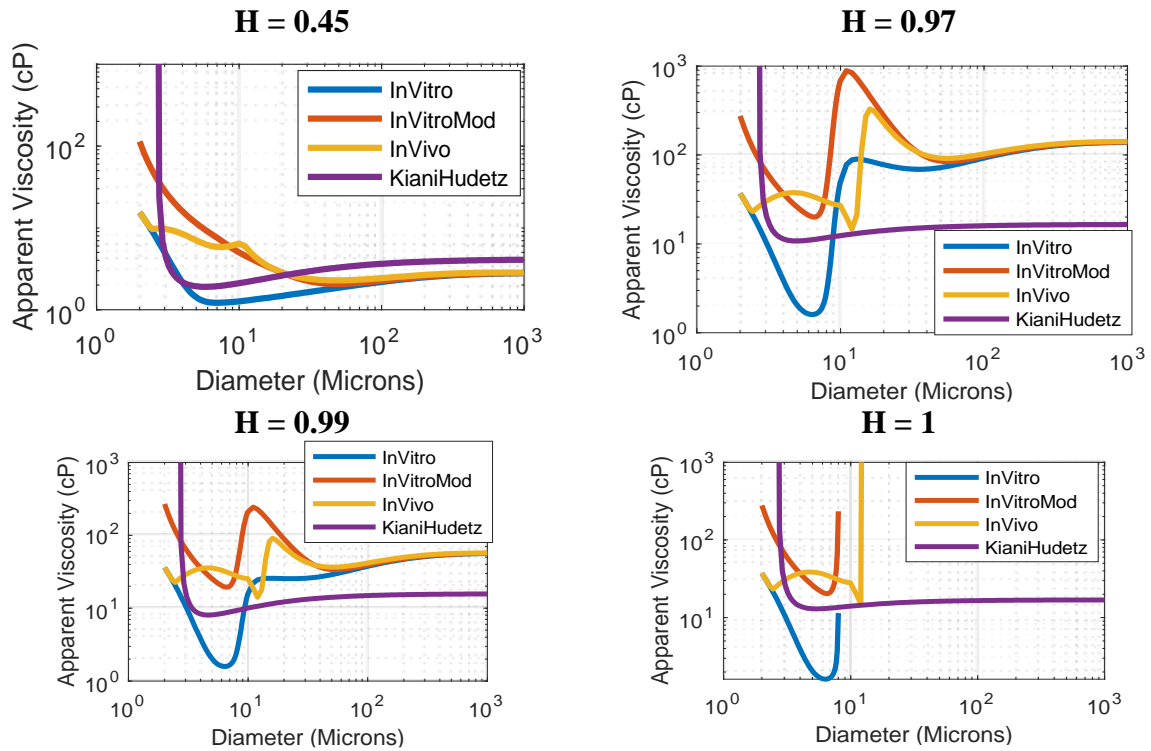 H = 0.45
Apparent Viscosity (cP)
10^2
10^0
10^0 10^1 10^2 10^3
Diameter (Microns)
InVitro
InVitroMod
InVivo
KianiHudetz
H = 0.97
Apparent Viscosity (cP)
10^3
10^2
10^1
10^0
10^0 10^1 10^2 10^3
Diameter (Microns)
InVitro
InVitroMod
InVivo
KianiHudetz
H = 0.99
Apparent Viscosity (cP)
10^3
10^2
10^1
10^0
10^0 10^1 10^2 10^3
Diameter (Microns)
InVitro
InVitroMod
InVivo
KianiHudetz
H = 1
Apparent Viscosity (cP)
10^3
10^2
10^1
10^0 10^1 10^2 10^3
Diameter (Microns)
InVitro
InVitroMod
InVivo
KianiHudetz